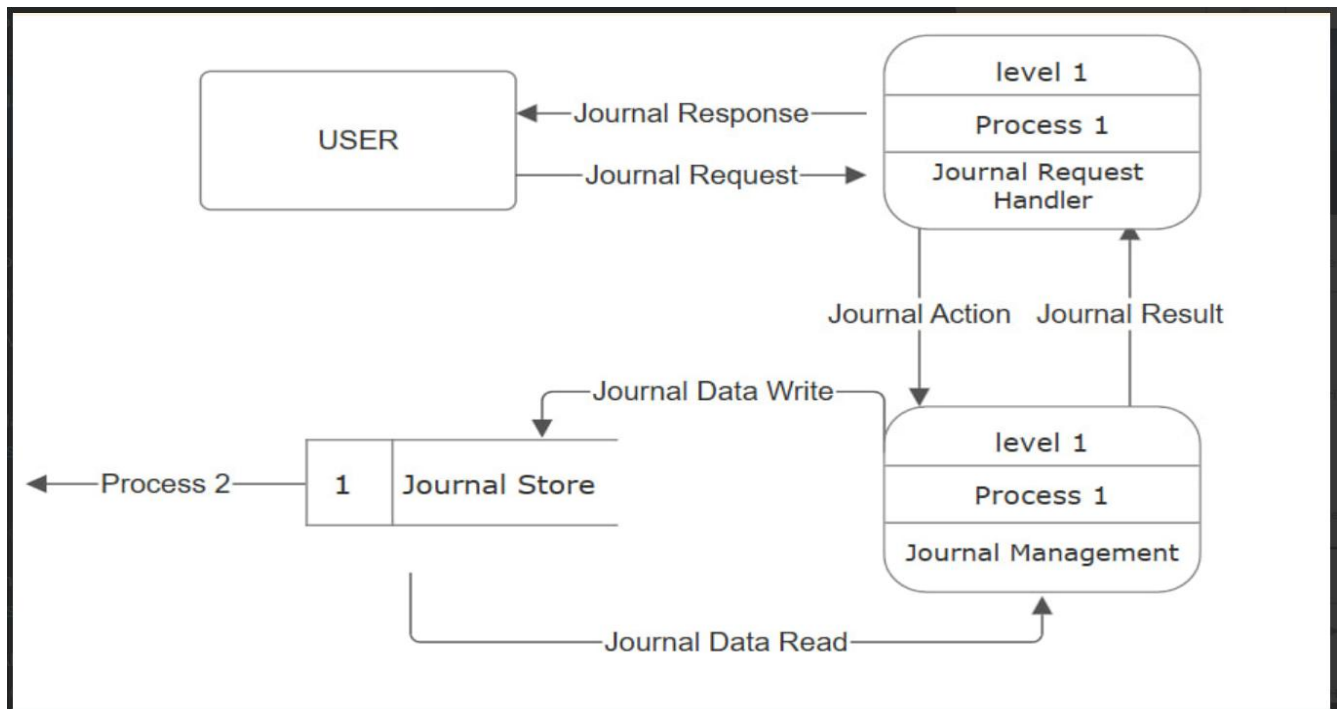 level 1
USER
Journal Response
Process 1
Journal Request
Journal Request
Handler
Journal Action
Journal Result
Journal Data Write
level 1
Process 2
1
Journal Store
Process 1
Journal Management
Journal Data Read